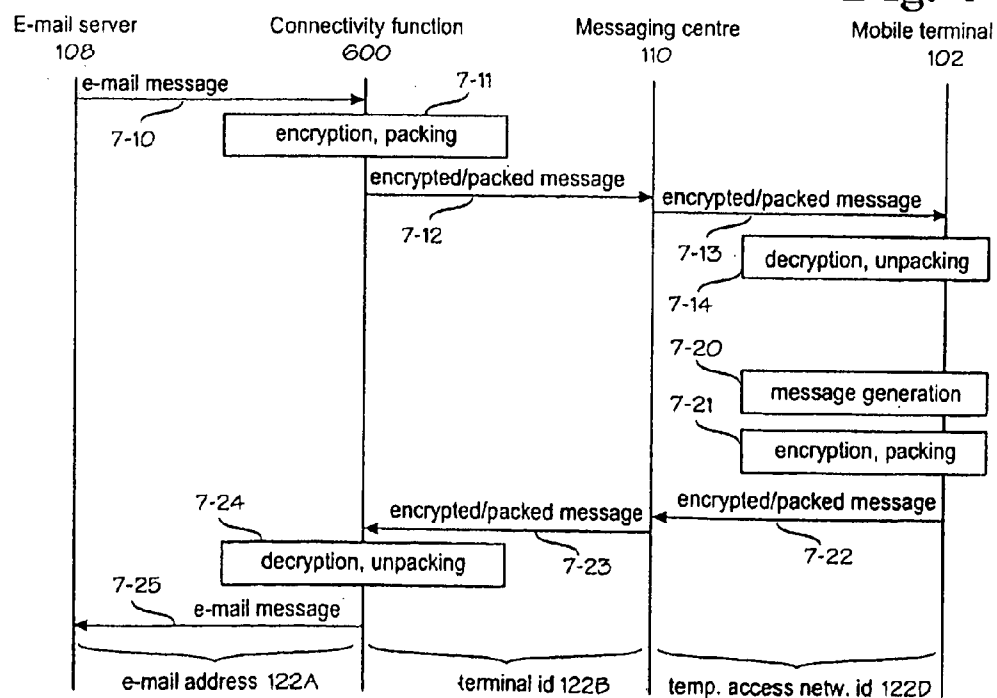 E-mail server
108
Connectivity function
600
Messaging centre
110
Mobile terminal
102
e-mail message
7-10
7-11
encryption, packing
encrypted/packed message
7-12
encrypted/packed message
7-13
decryption, unpacking
7-14
7-20
message generation
7-21
encryption, packing
encrypted/packed message
7-22
encrypted/packed message
7-23
7-24
decryption, unpacking
7-25
e-mail message
e-mail address 122A
terminal id 122B
temp. access netw. id 122D